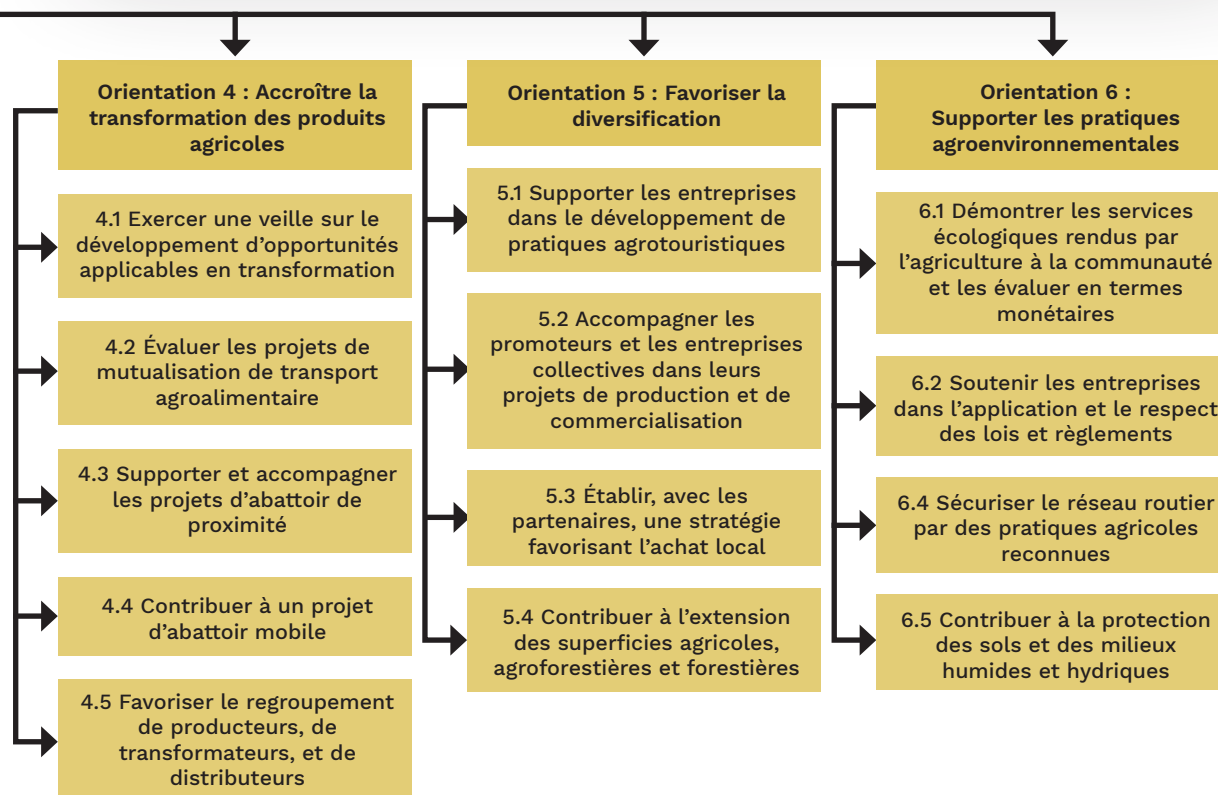 Orientation 4 : Accroître la
transformation des produits
agricoles
4.1 Exercer une veille sur le
développement d’opportunités
applicables en transformation
4.2 Évaluer les projets de
mutualisation de transport
agroalimentaire
4.3 Supporter et accompagner
les projets d’abattoir de
proximité
4.4 Contribuer à un projet
d’abattoir mobile
4.5 Favoriser le regroupement
de producteurs, de
transformateurs, et de
distributeurs
Orientation 5 : Favoriser la
diversification
5.1 Supporter les entreprises
dans le développement de
pratiques agrotouristiques
5.2 Accompagner les
promoteurs et les entreprises
collectives dans leurs
projets de production et de
commercialisation
5.3 Établir, avec les
partenaires, une stratégie
favorisant l’achat local
5.4 Contribuer à l’extension
des superficies agricoles,
agroforestières et forestières
Orientation 6 :
Supporter les pratiques
agroenvironnementales
6.1 Démontrer les services
écologiques rendus par
l’agriculture à la communauté
et les évaluer en termes
monétaires
6.2 Soutenir les entreprises
dans l’application et le respect
des lois et règlements
6.4 Sécuriser le réseau routier
par des pratiques agricoles
reconnues
6.5 Contribuer à la protection
des sols et des milieux
humides et hydriques